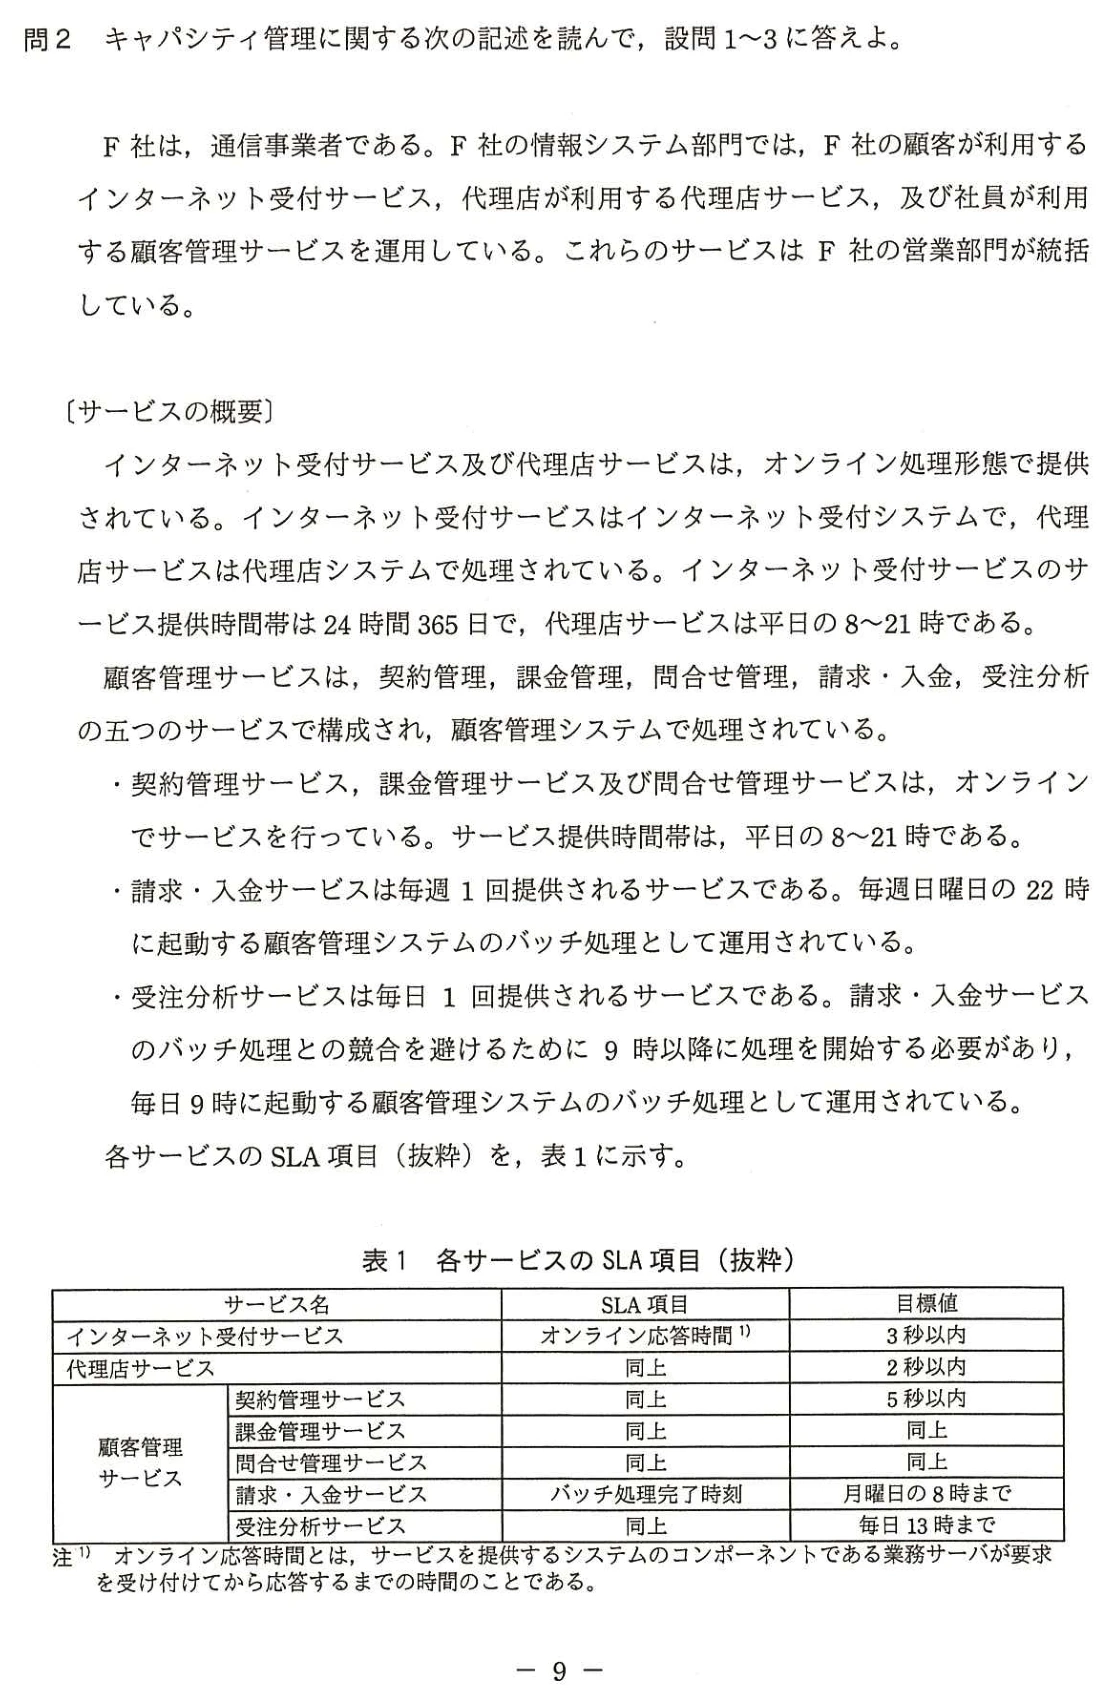 問2 キャパシティ管理に関する次の記述を読んで，設問1～3に答えよ。
F社は，通信事業者である。F社の情報システム部門では，F社の顧客が利用する
インターネット受付サービス，代理店が利用する代理店サービス，及び社員が利用
する顧客管理サービスを運用している。これらのサービスは F 社の営業部門が統括
している。
〔サービスの概要〕
インターネット受付サービス及び代理店サービスは，オンライン処理形態で提供
されている。インターネット受付サービスはインターネット受付システムで，代理
店サービスは代理店システムで処理されている。インターネット受付サービスのサ
ービス提供時間帯は24時間365日で，代理店サービスは平日の8～21時である。
顧客管理サービスは，契約管理，課金管理，問合せ管理，請求・入金，受注分析
の五つのサービスで構成され，顧客管理システムで処理されている。
・契約管理サービス，課金管理サービス及び問合せ管理サービスは，オンライン
でサービスを行っている。サービス提供時間帯は，平日の8～21時である。
・請求・入金サービスは毎週1回提供されるサービスである。毎週日曜日の22時
に起動する顧客管理システムのバッチ処理として運用されている。
・受注分析サービスは毎日1回提供されるサービスである。請求・入金サービス
のバッチ処理との競合を避けるために9時以降に処理を開始する必要があり，
毎日9時に起動する顧客管理システムのバッチ処理として運用されている。
各サービスのSLA項目（抜粋）を，表1に示す。
表1 各サービスのSLA項目（抜粋）
サービス名 SLA項目 目標値
インターネット受付サービス オンライン応答時間1) 3秒以内
代理店サービス 同上 2秒以内
顧客管理サービス 契約管理サービス 同上 5秒以内
課金管理サービス 同上 同上
問合せ管理サービス 同上 同上
請求・入金サービス バッチ処理完了時刻 月曜日の8時まで
受注分析サービス 同上 毎日13時まで
注1) オンライン応答時間とは，サービスを提供するシステムのコンポーネントである業務サーバが要求
を受け付けてから応答するまでの時間のことである。
－ 9 －